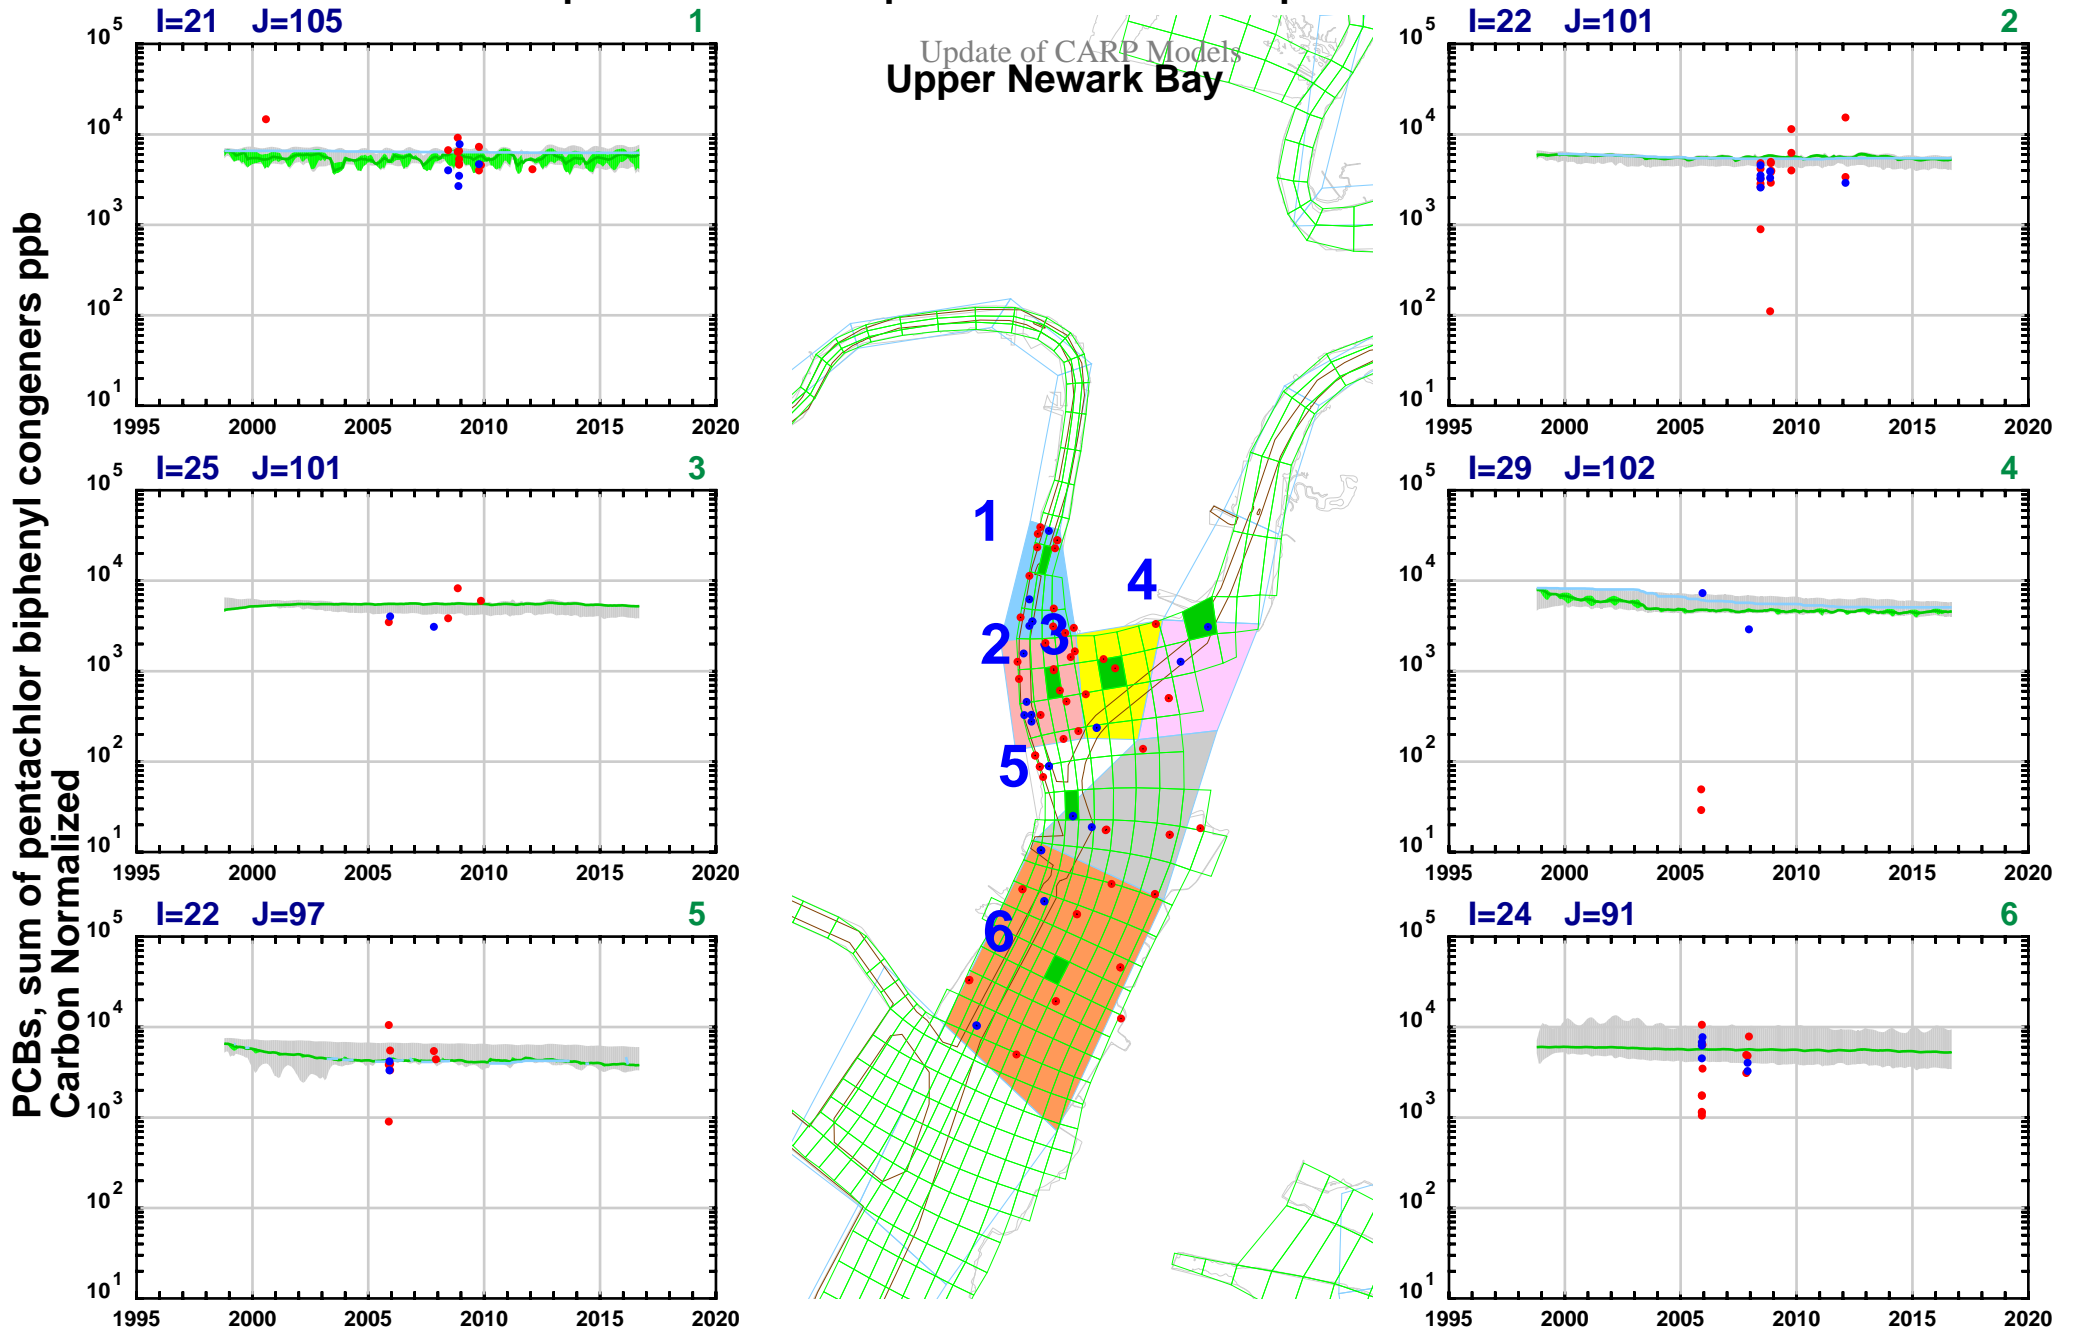 Update of CARP Models
Upper Newark Bay
PCBs, sum of pentachlor biphenyl congeners ppb
Carbon Normalized
I=21 J=105 1
10^5
10^4
10^3
10^2
10^1
1995 2000 2005 2010 2015 2020
I=22 J=101 2
10^5
10^4
10^3
10^2
10^1
1995 2000 2005 2010 2015 2020
I=25 J=101 3
10^5
10^4
10^3
10^2
10^1
1995 2000 2005 2010 2015 2020
I=29 J=102 4
10^5
10^4
10^3
10^2
10^1
1995 2000 2005 2010 2015 2020
I=22 J=97 5
10^5
10^4
10^3
10^2
10^1
1995 2000 2005 2010 2015 2020
I=24 J=91 6
10^5
10^4
10^3
10^2
10^1
1995 2000 2005 2010 2015 2020
1
4
2 3
5
6